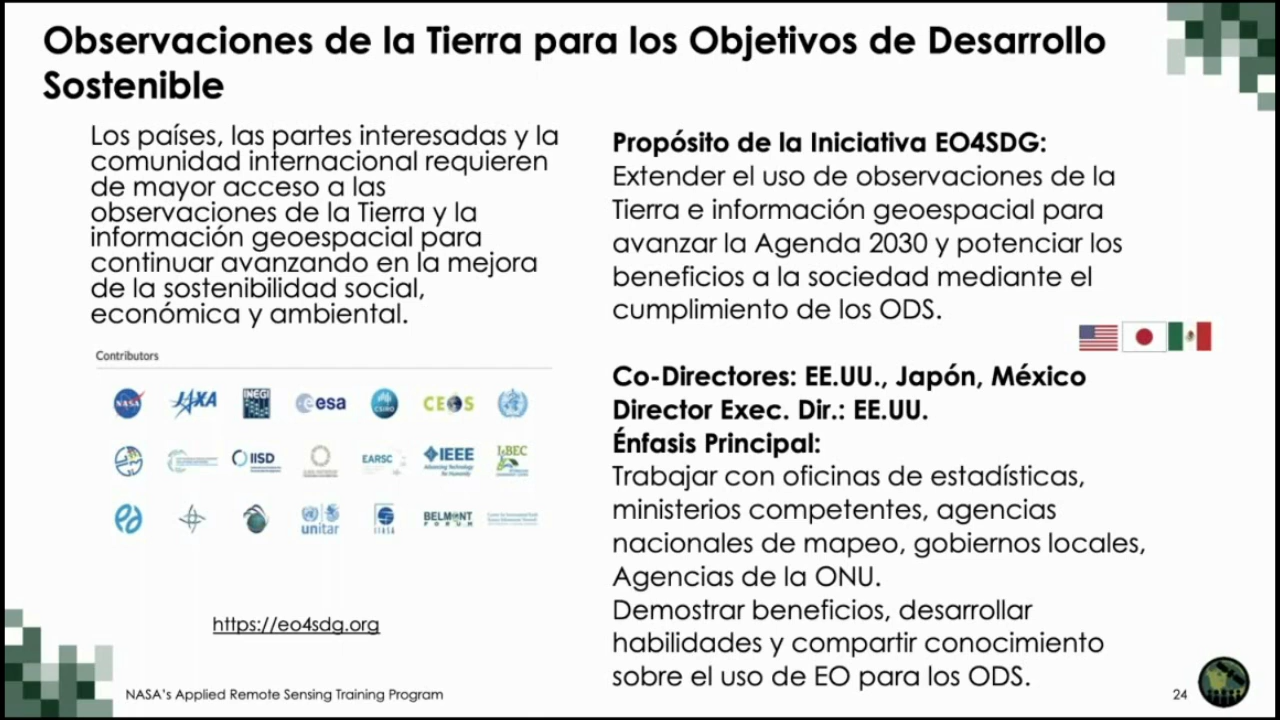 Observaciones de la Tierra para los Objetivos de Desarrollo
Sostenible
Los países, las partes interesadas y la
comunidad internacional requieren
de mayor acceso a las
observaciones de la Tierra y la
información geoespacial para
continuar avanzando en la mejora
de la sostenibilidad social,
económica y ambiental.
Contributors
NASA
JAXA
INEGI
esa
CSIRO
CEOS
IISD
EARSC
IEEE
Advancing Technology
for Humanity
unitar
IIASA
BELMONT
FORUM
https://eo4sdg.org
Propósito de la Iniciativa EO4SDG:
Extender el uso de observaciones de la
Tierra e información geoespacial para
avanzar la Agenda 2030 y potenciar los
beneficios a la sociedad mediante el
cumplimiento de los ODS.
Co-Directores: EE.UU., Japón, México
Director Exec. Dir.: EE.UU.
Énfasis Principal:
Trabajar con oficinas de estadísticas,
ministerios competentes, agencias
nacionales de mapeo, gobiernos locales,
Agencias de la ONU.
Demostrar beneficios, desarrollar
habilidades y compartir conocimiento
sobre el uso de EO para los ODS.
NASA's Applied Remote Sensing Training Program
24